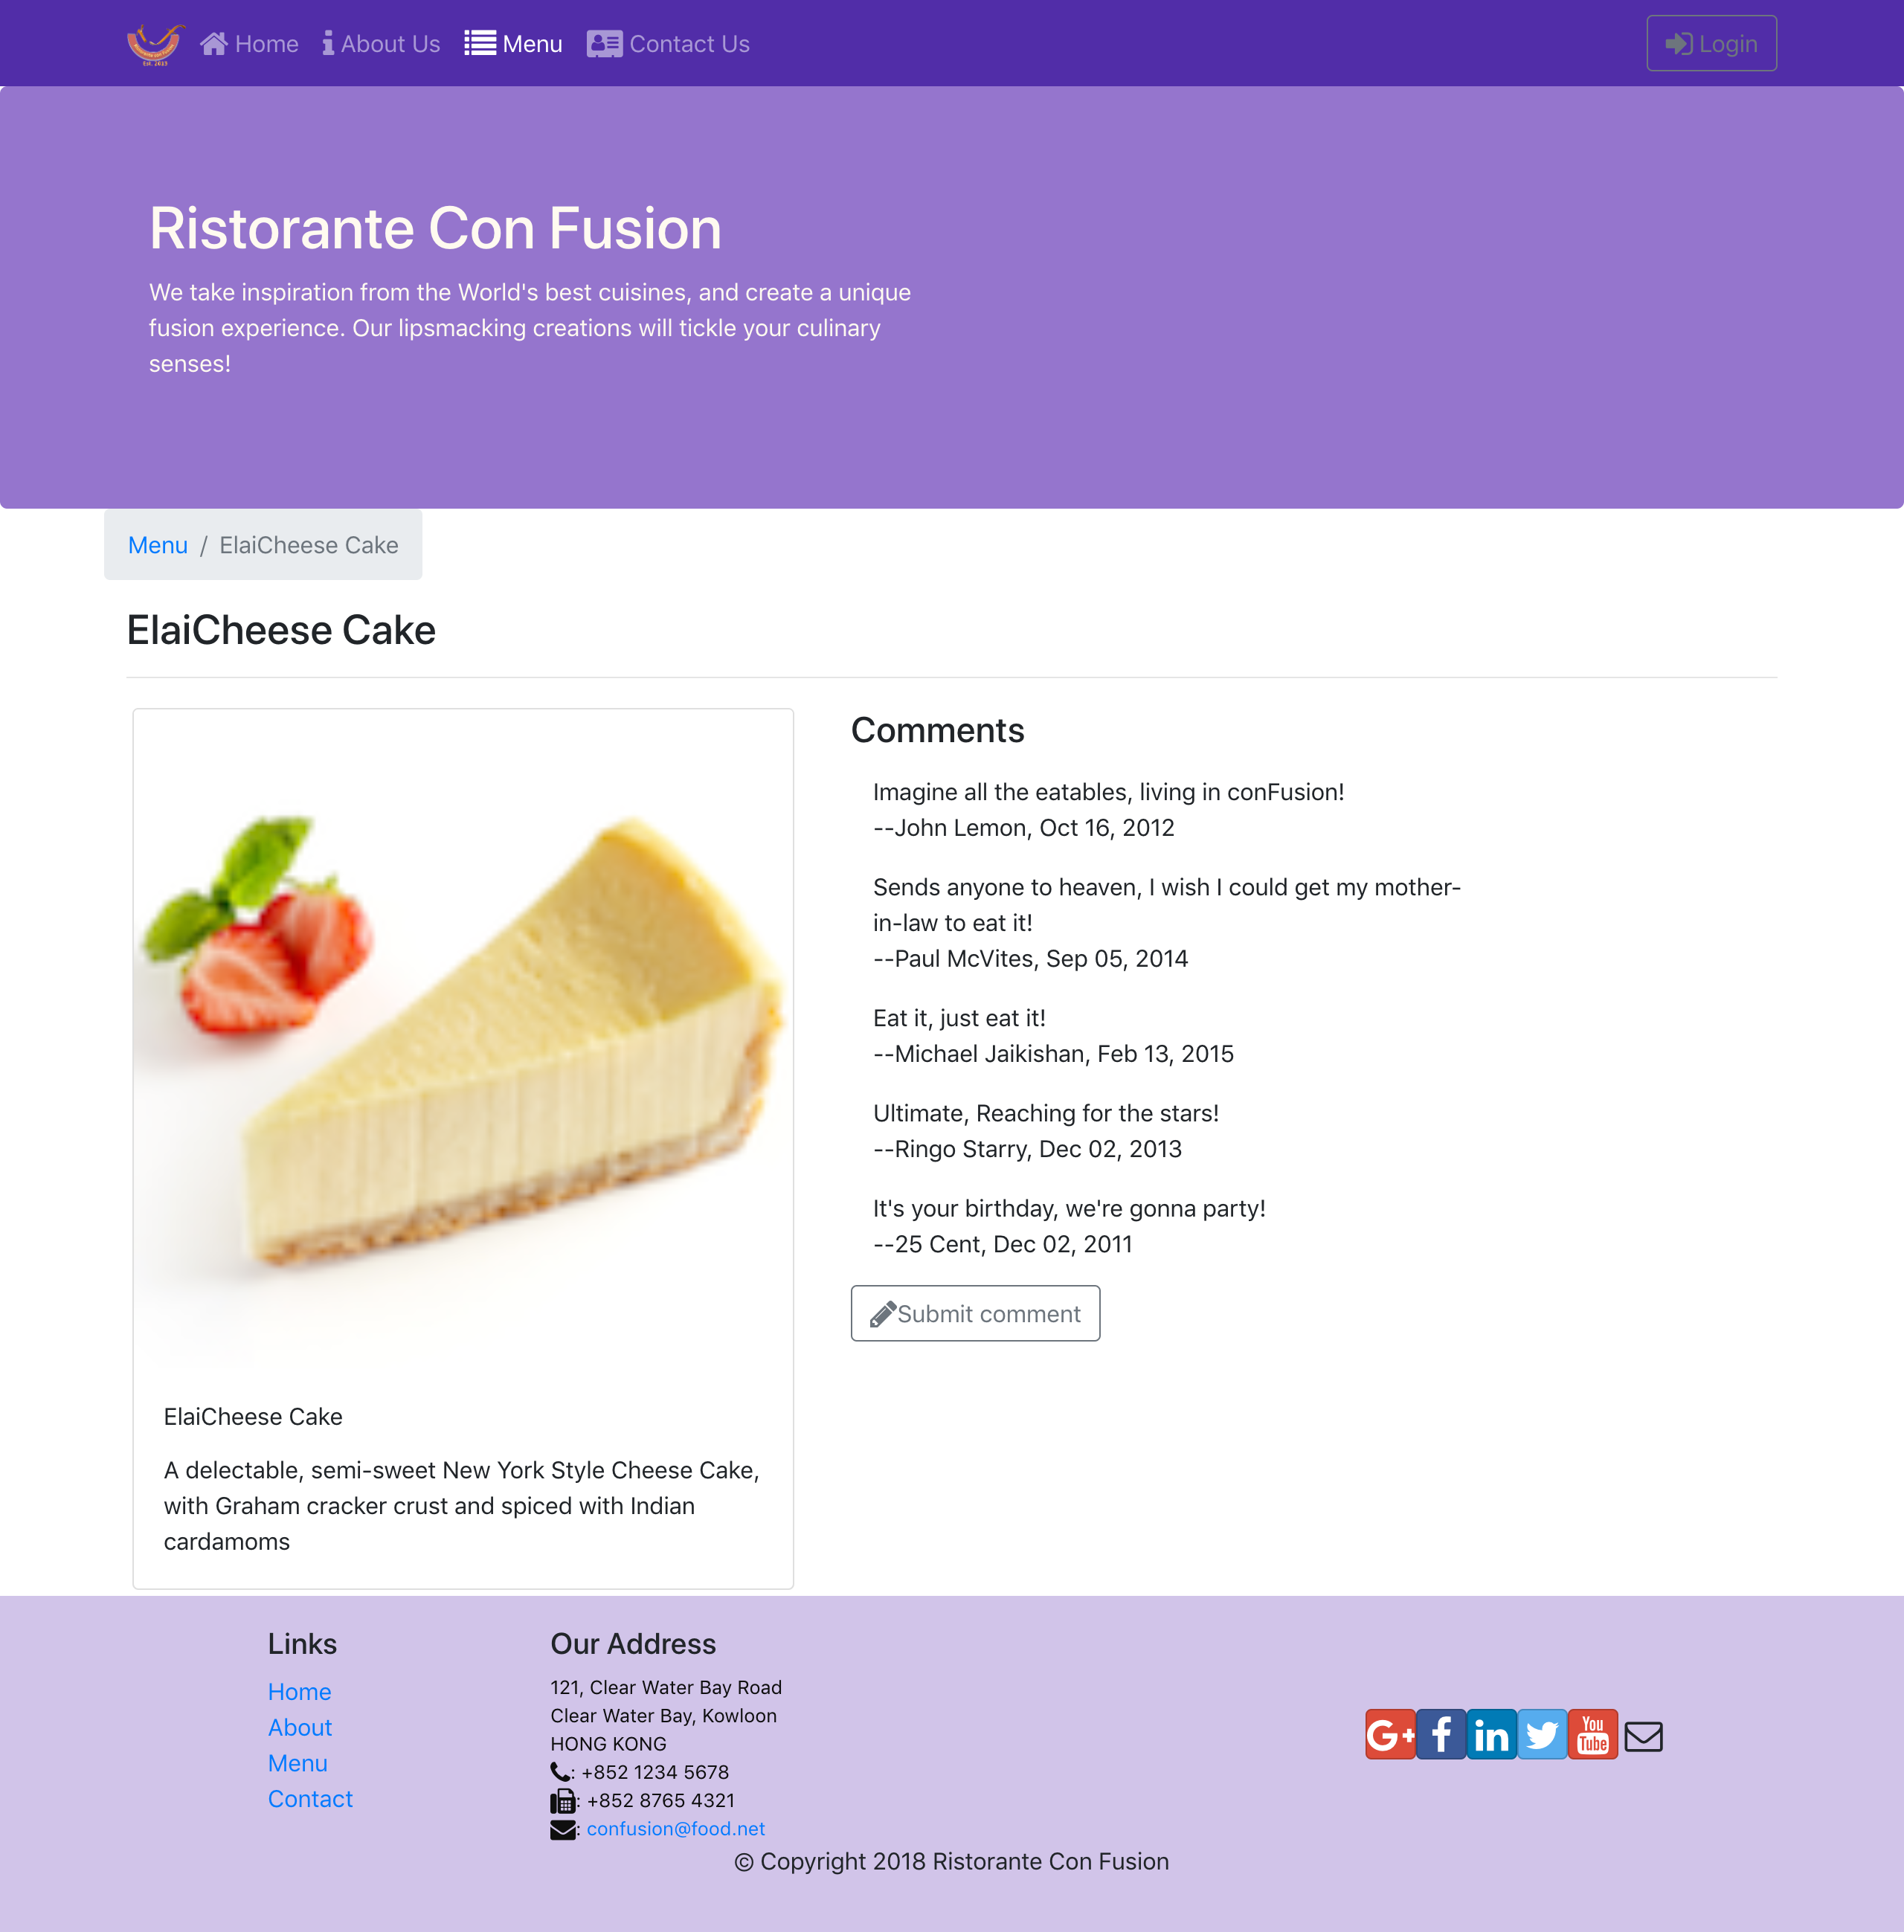 Home
About Us
Menu
Contact Us
Login
Ristorante Con Fusion
We take inspiration from the World's best cuisines, and create a unique
fusion experience. Our lipsmacking creations will tickle your culinary
senses!
Menu / ElaiCheese Cake
ElaiCheese Cake
Comments
Imagine all the eatables, living in conFusion!
--John Lemon, Oct 16, 2012
Sends anyone to heaven, I wish I could get my mother-
in-law to eat it!
--Paul McVites, Sep 05, 2014
Eat it, just eat it!
--Michael Jaikishan, Feb 13, 2015
Ultimate, Reaching for the stars!
--Ringo Starry, Dec 02, 2013
It's your birthday, we're gonna party!
--25 Cent, Dec 02, 2011
Submit comment
ElaiCheese Cake
A delectable, semi-sweet New York Style Cheese Cake,
with Graham cracker crust and spiced with Indian
cardamoms
Links
Home
About
Menu
Contact
Our Address
121, Clear Water Bay Road
Clear Water Bay, Kowloon
HONG KONG
: +852 1234 5678
: +852 8765 4321
: confusion@food.net
G+
f
in
You
Tube
© Copyright 2018 Ristorante Con Fusion